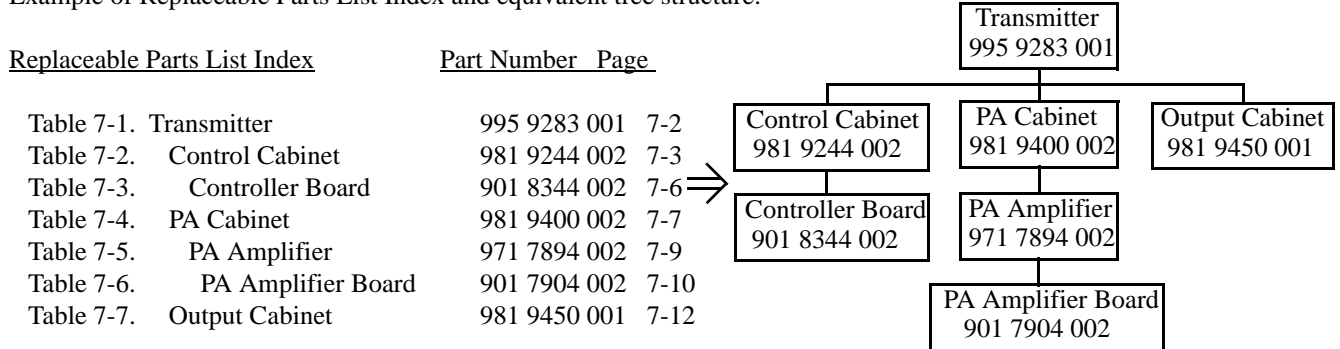 Example of Replaceable Parts List Index and equivalent tree structure.
Replaceable Parts List Index Part Number Page
Table 7-1. Transmitter 995 9283 001 7-2
Table 7-2. Control Cabinet 981 9244 002 7-3
Table 7-3. Controller Board 901 8344 002 7-6
Table 7-4. PA Cabinet 981 9400 002 7-7
Table 7-5. PA Amplifier 971 7894 002 7-9
Table 7-6. PA Amplifier Board 901 7904 002 7-10
Table 7-7. Output Cabinet 981 9450 001 7-12
Transmitter
995 9283 001
Control Cabinet
981 9244 002
PA Cabinet
981 9400 002
Output Cabinet
981 9450 001
Controller Board
901 8344 002
PA Amplifier
971 7894 002
PA Amplifier Board
901 7904 002